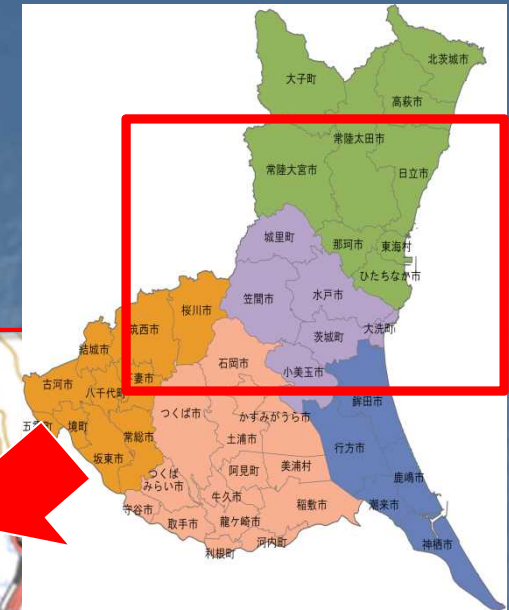 北茨城市
大子町
高萩市
常陸太田市
常陸大宮市
日立市
城里町
那珂市
東海村
ひたちなか市
水戸市
笠間市
桜川市
大洗町
茨城町
筑西市
結城市
石岡市
小美玉市
古河市
八千代町
鉾田市
つくば市
かすみがうら市
境町
常総市
土浦市
行方市
坂東市
阿見町
美浦村
つくば
みらい市
鹿嶋市
牛久市
稲敷市
潮来市
守谷市
取手市
龍ケ崎市
河内町
利根町
神栖市